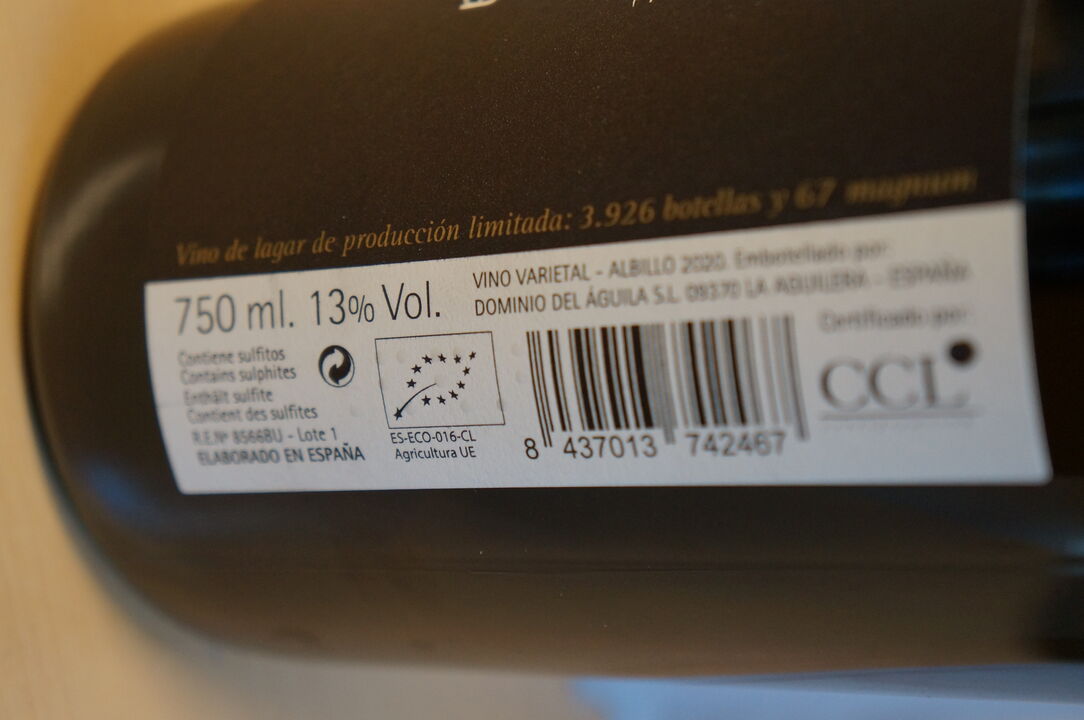 Vino de lagar de producción limitada: 3.926 botellas y 67 magnum
750 ml. 13% Vol.
VINO VARIETAL - ALBILLO 2020. Embotellado por:
DOMINIO DEL ÁGUILA S.L. 09370 LA AGUILERA - ESPAÑA
Contiene sulfitos
Contains sulphites
Enthält sulfite
Contient des sulfites
R.E.Nº 8566BU - Lote 1
ELABORADO EN ESPAÑA
ES-ECO-016-CL
Agricultura UE
8 437013 742467
Certificado por:
CCL